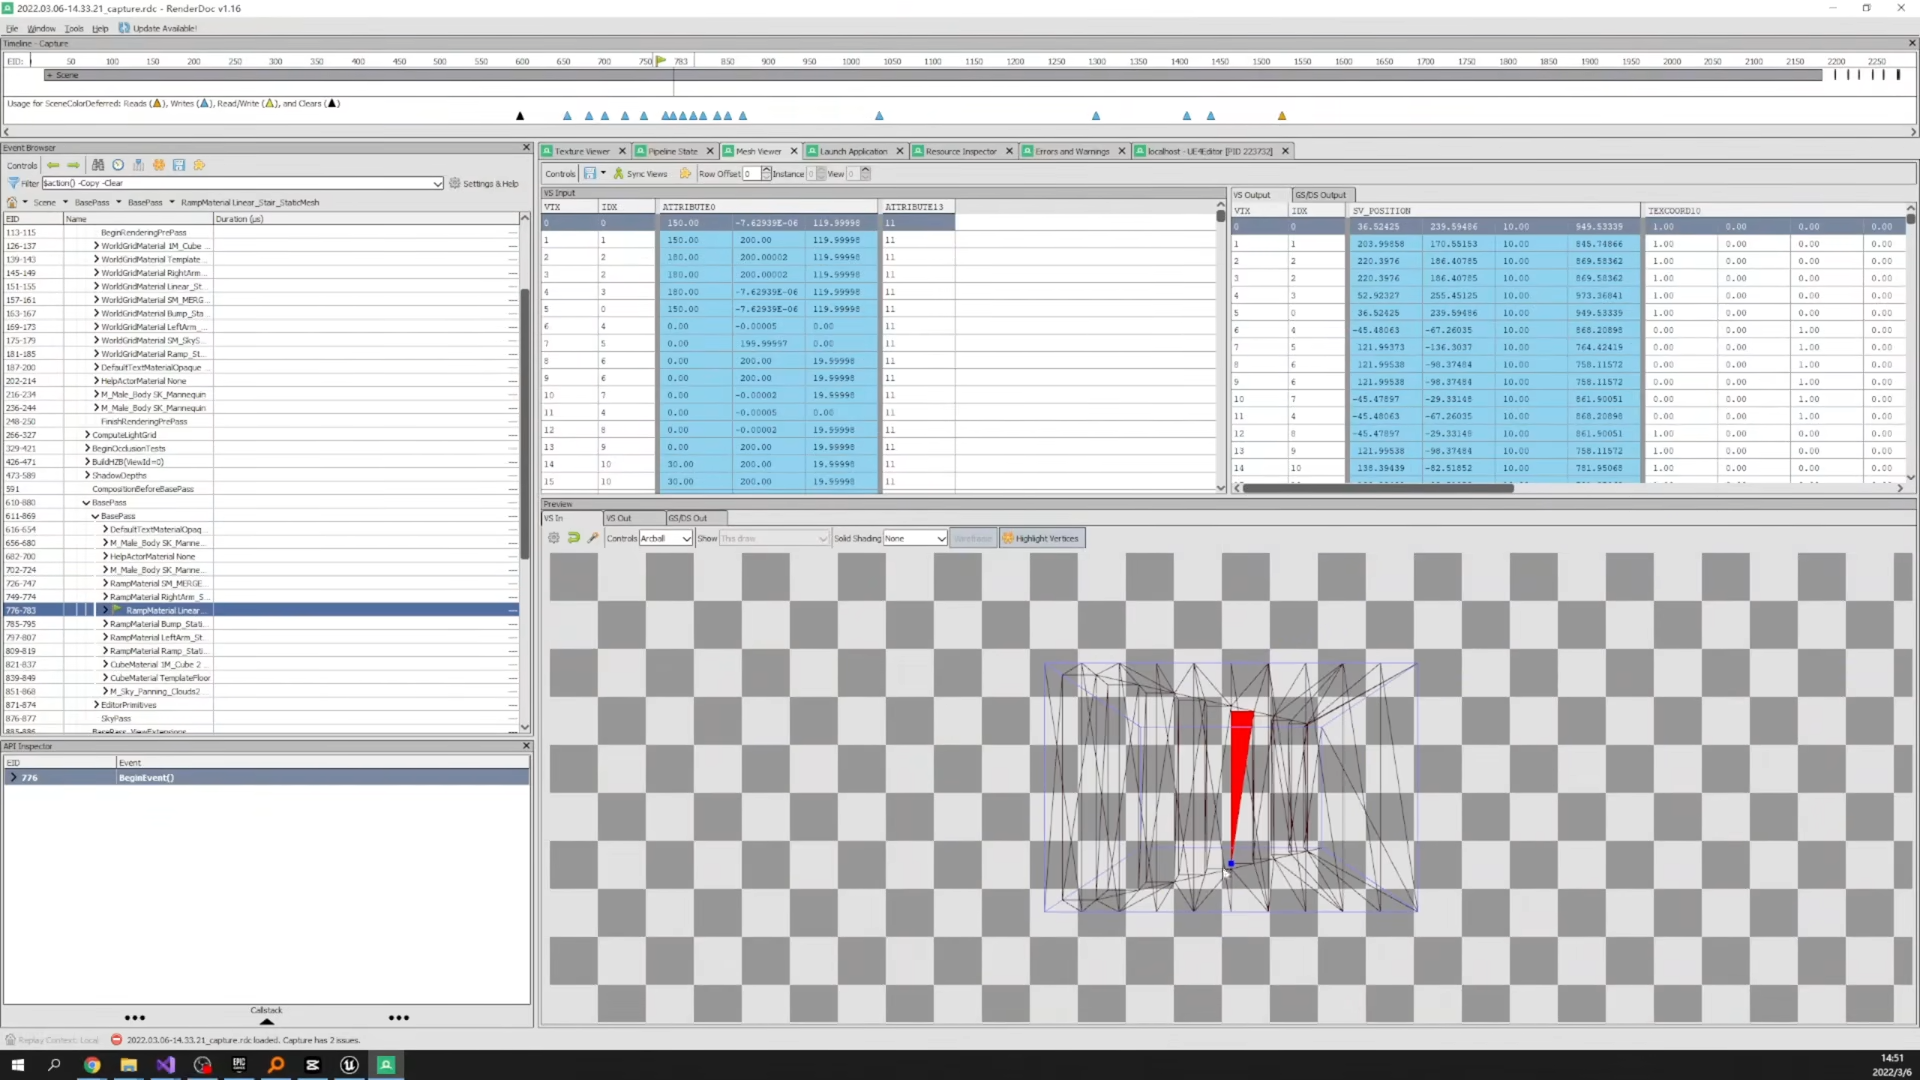 2022.03.06-14.33.21_capture.rdc - RenderDoc v1.16
File Window Tools Help Update Available!
Timeline - Capture
EID: 50 100 150 200 250 300 350 400 450 500 550 600 650 700 750 783 850 900 950 1000 1050 1100 1150 1200 1250 1300 1350 1400 1450 1500 1550 1600 1650 1700 1750 1800 1850 1900 1950 2000 2050 2100 2150 2200 2250
+ Scene
Usage for SceneColorDeferred: Reads (▲), Writes (▲), Read/Write (▲), and Clears (▲)
Event Browser
Controls
Filter $action() -Copy -Clear Settings & Help
Scene BasePass BasePass RampMaterial Linear_Stair_StaticMesh
EID Name Duration (µs)
113-115 BeginRenderingPrePass
126-137 WorldGridMaterial 1M_Cube ...
139-143 WorldGridMaterial Template...
145-149 WorldGridMaterial RightArm...
151-155 WorldGridMaterial Linear_St...
157-161 WorldGridMaterial SM_MERG...
163-167 WorldGridMaterial Bump_Sta...
169-173 WorldGridMaterial LeftArm_...
175-179 WorldGridMaterial SM_SkyS...
181-185 WorldGridMaterial Ramp_St...
187-200 DefaultTextMaterialOpaque ...
202-214 HelpActorMaterial None
216-234 M_Male_Body SK_Mannequin
236-244 M_Male_Body SK_Mannequin
248-250 FinishRenderingPrePass
266-327 ComputeLightGrid
329-421 BeginOcclusionTests
426-471 BuildHZB(ViewId=0)
473-589 ShadowDepths
591 CompositionBeforeBasePass
610-880 BasePass
611-869 BasePass
616-654 DefaultTextMaterialOpaq...
656-680 M_Male_Body SK_Manne...
682-700 HelpActorMaterial None
702-724 M_Male_Body SK_Manne...
726-747 RampMaterial SM_MERGE...
749-774 RampMaterial RightArm_S...
776-783 RampMaterial Linear...
785-795 RampMaterial Bump_Stati...
797-807 RampMaterial LeftArm_St...
809-819 RampMaterial Ramp_Stati...
821-837 CubeMaterial 1M_Cube 2 ...
839-849 CubeMaterial TemplateFloor
851-868 M_Sky_Panning_Clouds2...
871-874 EditorPrimitives
876-877 SkyPass
885-886 BasePass_ViewExtensions
API Inspector
EID Event
776 BeginEvent()
Callstack
Texture Viewer Pipeline State Mesh Viewer Launch Application Resource Inspector Errors and Warnings localhost - UE4Editor [PID 223732]
Controls Sync Views Row Offset 0 Instance 0 View 0
VS Input
VTX IDX ATTRIBUTE0 ATTRIBUTE13
0 0 150.00 -7.62939E-06 119.99998 11
1 1 150.00 200.00 119.99998 11
2 2 180.00 200.00002 119.99998 11
3 2 180.00 200.00002 119.99998 11
4 3 180.00 -7.62939E-06 119.99998 11
5 0 150.00 -7.62939E-06 119.99998 11
6 4 0.00 -0.00005 0.00 11
7 5 0.00 199.99997 0.00 11
8 6 0.00 200.00 19.99998 11
9 6 0.00 200.00 19.99998 11
10 7 0.00 -0.00002 19.99998 11
11 4 0.00 -0.00005 0.00 11
12 8 0.00 -0.00002 19.99998 11
13 9 0.00 200.00 19.99998 11
14 10 30.00 200.00 19.99998 11
15 10 30.00 200.00 19.99998 11
VS Output GS/DS Output
VTX IDX SV_POSITION TEXCOORD10
0 0 36.52425 239.59486 10.00 949.53339 1.00 0.00 0.00 0.00
1 1 203.99858 170.55153 10.00 845.74866 1.00 0.00 0.00 0.00
2 2 220.3976 186.40785 10.00 869.58362 1.00 0.00 0.00 0.00
3 2 220.3976 186.40785 10.00 869.58362 1.00 0.00 0.00 0.00
4 3 52.92327 255.45125 10.00 973.36841 1.00 0.00 0.00 0.00
5 0 36.52425 239.59486 10.00 949.53339 1.00 0.00 0.00 0.00
6 4 -45.48063 -67.26035 10.00 868.20898 0.00 0.00 1.00 0.00
7 5 121.99373 -136.3037 10.00 764.42419 0.00 0.00 1.00 0.00
8 6 121.99538 -98.37484 10.00 758.11572 0.00 0.00 1.00 0.00
9 6 121.99538 -98.37484 10.00 758.11572 0.00 0.00 1.00 0.00
10 7 -45.47897 -29.33148 10.00 861.90051 0.00 0.00 1.00 0.00
11 4 -45.48063 -67.26035 10.00 868.20898 0.00 0.00 1.00 0.00
12 8 -45.47897 -29.33148 10.00 861.90051 1.00 0.00 0.00 0.00
13 9 121.99538 -98.37484 10.00 758.11572 1.00 0.00 0.00 0.00
14 10 138.39439 -82.51852 10.00 781.95068 1.00 0.00 0.00 0.00
Preview
VS In VS Out GS/DS Out
Controls Arcball Show This draw Solid Shading None Wireframe Highlight Vertices
Replay Context: Local 2022.03.06-14.33.21_capture.rdc loaded. Capture has 2 issues.
EPIC
14:51
2022/3/6